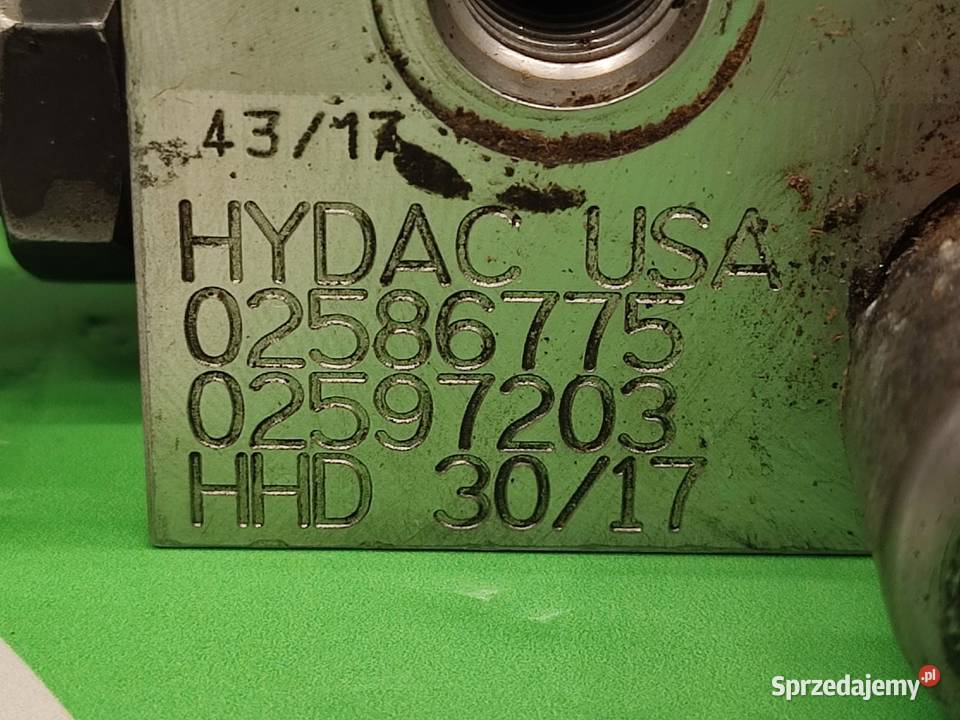 43/17
HYDAC USA
02586775
02597203
HHD 30/17
Sprzedajemy.pl